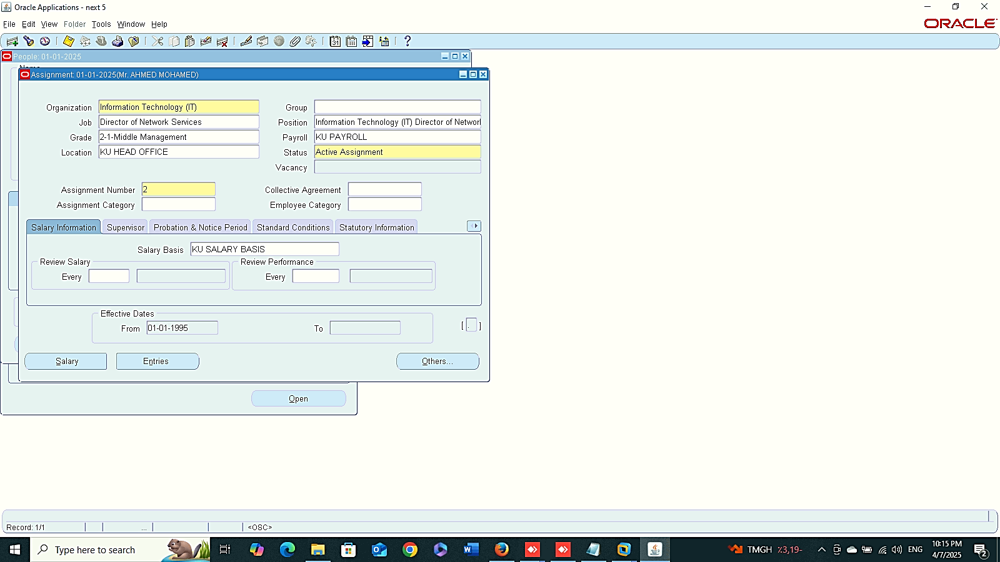 Oracle Applications - next 5
File Edit View Folder Tools Window Help
ORACLE
People: 01-01-2025
Assignment: 01-01-2025(Mr. AHMED MOHAMED)
Organization Information Technology (IT) Group
Job Director of Network Services Position Information Technology (IT) Director of Networ
Grade 2-1-Middle Management Payroll KU PAYROLL
Location KU HEAD OFFICE Status Active Assignment
Vacancy
Assignment Number 2 Collective Agreement
Assignment Category Employee Category
Salary Information Supervisor Probation & Notice Period Standard Conditions Statutory Information
Salary Basis KU SALARY BASIS
Review Salary Review Performance
Every Every
Effective Dates
From 01-01-1995 To [ . ]
Salary Entries Others...
Open
Record: 1/1 ... <OSC>
Type here to search TMGH ٪3,19- ENG 10:15 PM
4/7/2025
2